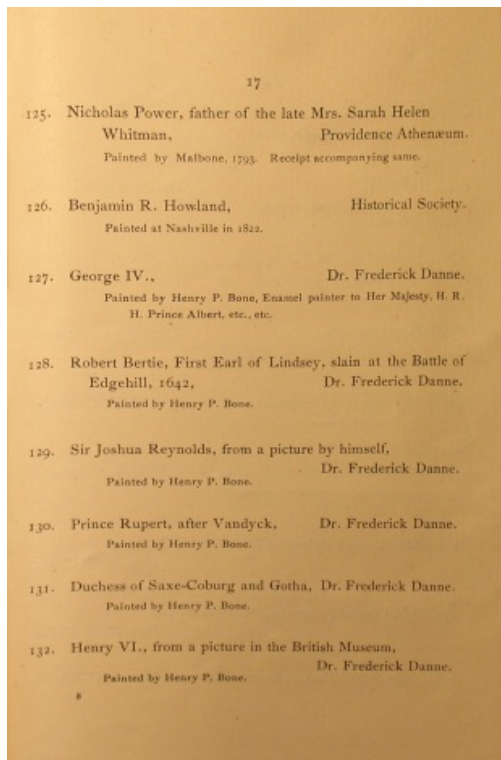 17
125. Nicholas Power, father of the late Mrs. Sarah Helen
Whitman, Providence Athenæum.
Painted by Malbone, 1793. Receipt accompanying same.
126. Benjamin R. Howland, Historical Society.
Painted at Nashville in 1822.
127. George IV., Dr. Frederick Danne.
Painted by Henry P. Bone, Enamel painter to Her Majesty, H. R.
H. Prince Albert, etc., etc.
128. Robert Bertie, First Earl of Lindsey, slain at the Battle of
Edgehill, 1642, Dr. Frederick Danne.
Painted by Henry P. Bone.
129. Sir Joshua Reynolds, from a picture by himself,
Dr. Frederick Danne.
Painted by Henry P. Bone.
130. Prince Rupert, after Vandyck, Dr. Frederick Danne.
Painted by Henry P. Bone.
131. Duchess of Saxe-Coburg and Gotha, Dr. Frederick Danne.
Painted by Henry P. Bone.
132. Henry VI., from a picture in the British Museum,
Dr. Frederick Danne.
Painted by Henry P. Bone.